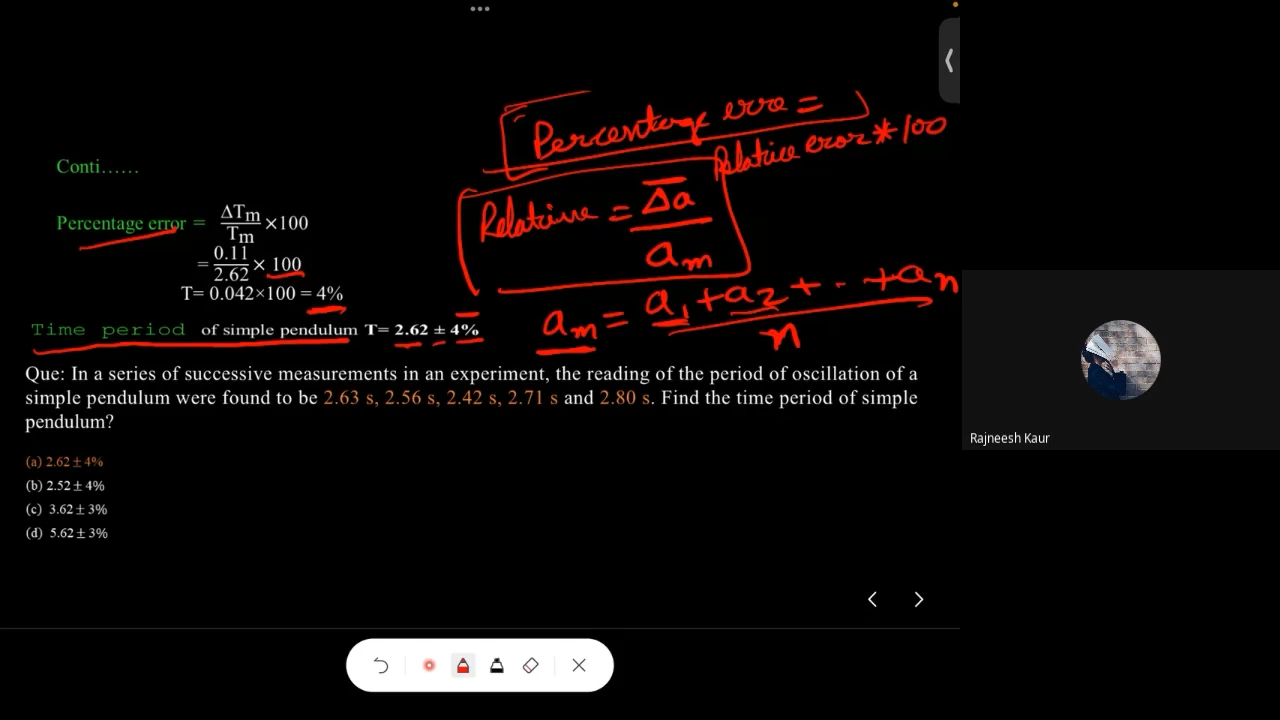 Percentage erre =
Relatice eror * 100
Conti……
Percentage error = ΔTm/Tm ×100
Relatiue = Δa/am
= 0.11/2.62 × 100
T= 0.042×100 = 4%
am = a1 + a2 + . . + an / n
Time period of simple pendulum T= 2.62 ± 4%
Que: In a series of successive measurements in an experiment, the reading of the period of oscillation of a
simple pendulum were found to be 2.63 s, 2.56 s, 2.42 s, 2.71 s and 2.80 s. Find the time period of simple
pendulum?
Rajneesh Kaur
(a) 2.62 ± 4%
(b) 2.52 ± 4%
(c) 3.62 ± 3%
(d) 5.62 ± 3%